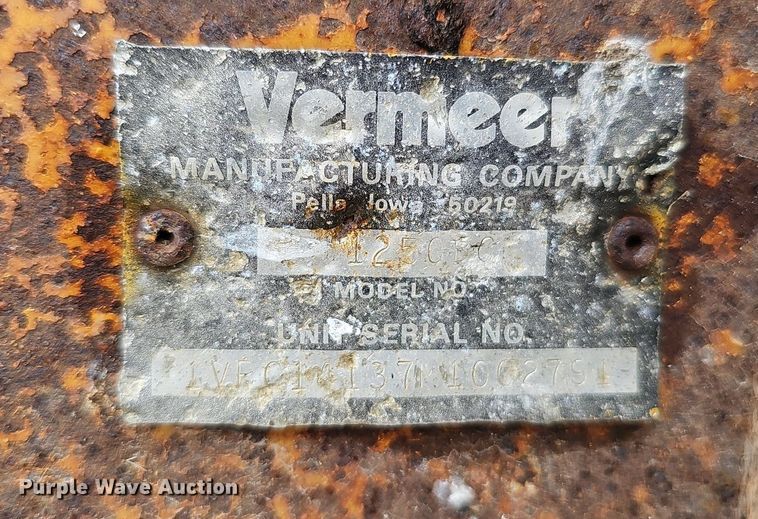 Vermeer
MANUFACTURING COMPANY
Pella, Iowa 50219
MODEL NO.
UNIT SERIAL NO.
Purple Wave Auction